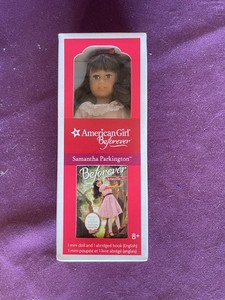 American Girl
Beforever
Samantha Parkington®
Beforever
8+
1 mini doll and 1 abridged book (English)
1 mini-poupée et 1 livre abrégé (anglais)